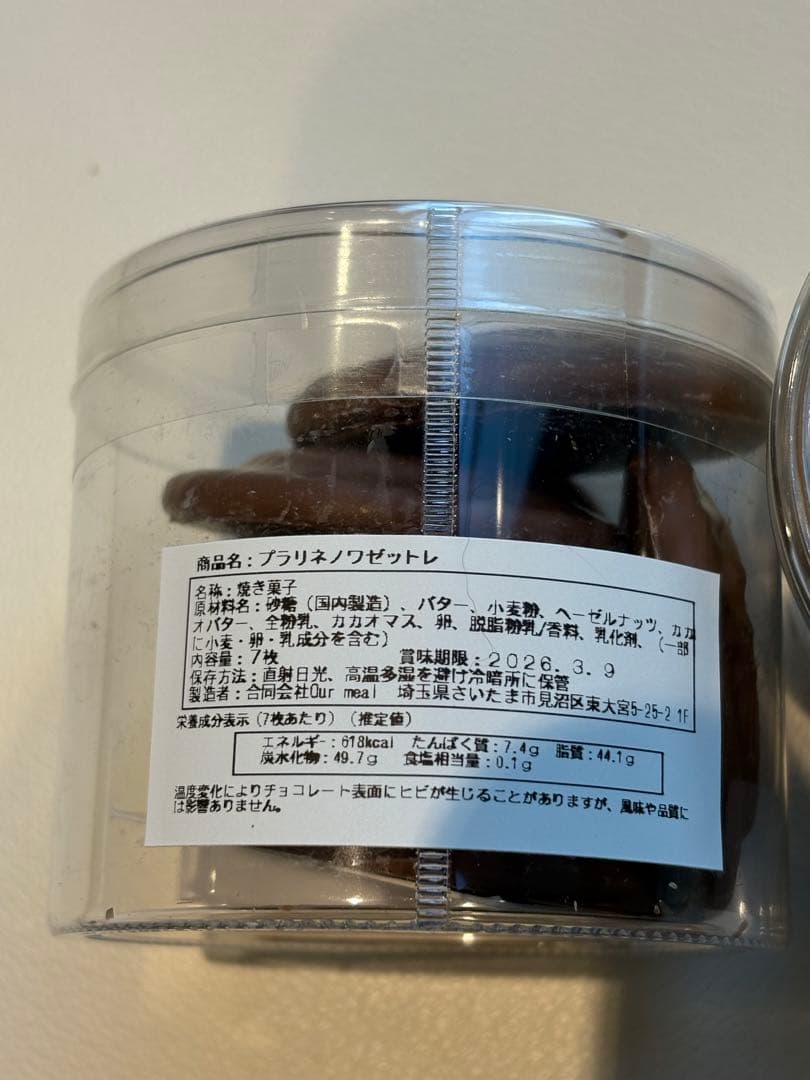 商品名：プラリネノワゼットレ
名称：焼き菓子
原材料名：砂糖（国内製造）、バター、小麦粉、ヘーゼルナッツ、カカ
オバター、全粉乳、カカオマス、卵、脱脂粉乳/香料、乳化剤、（一部
に小麦・卵・乳成分を含む）
内容量：7枚 賞味期限：2026.3.9
保存方法：直射日光、高温多湿を避け冷暗所に保管
製造者：合同会社Our meal 埼玉県さいたま市見沼区東大宮5-25-2 1F
栄養成分表示（7枚あたり）（推定値）
エネルギー：618kcal たんぱく質：7.4g 脂質：44.1g
炭水化物：49.7g 食塩相当量：0.1g
温度変化によりチョコレート表面にヒビが生じることがありますが、風味や品質に
は影響ありません。